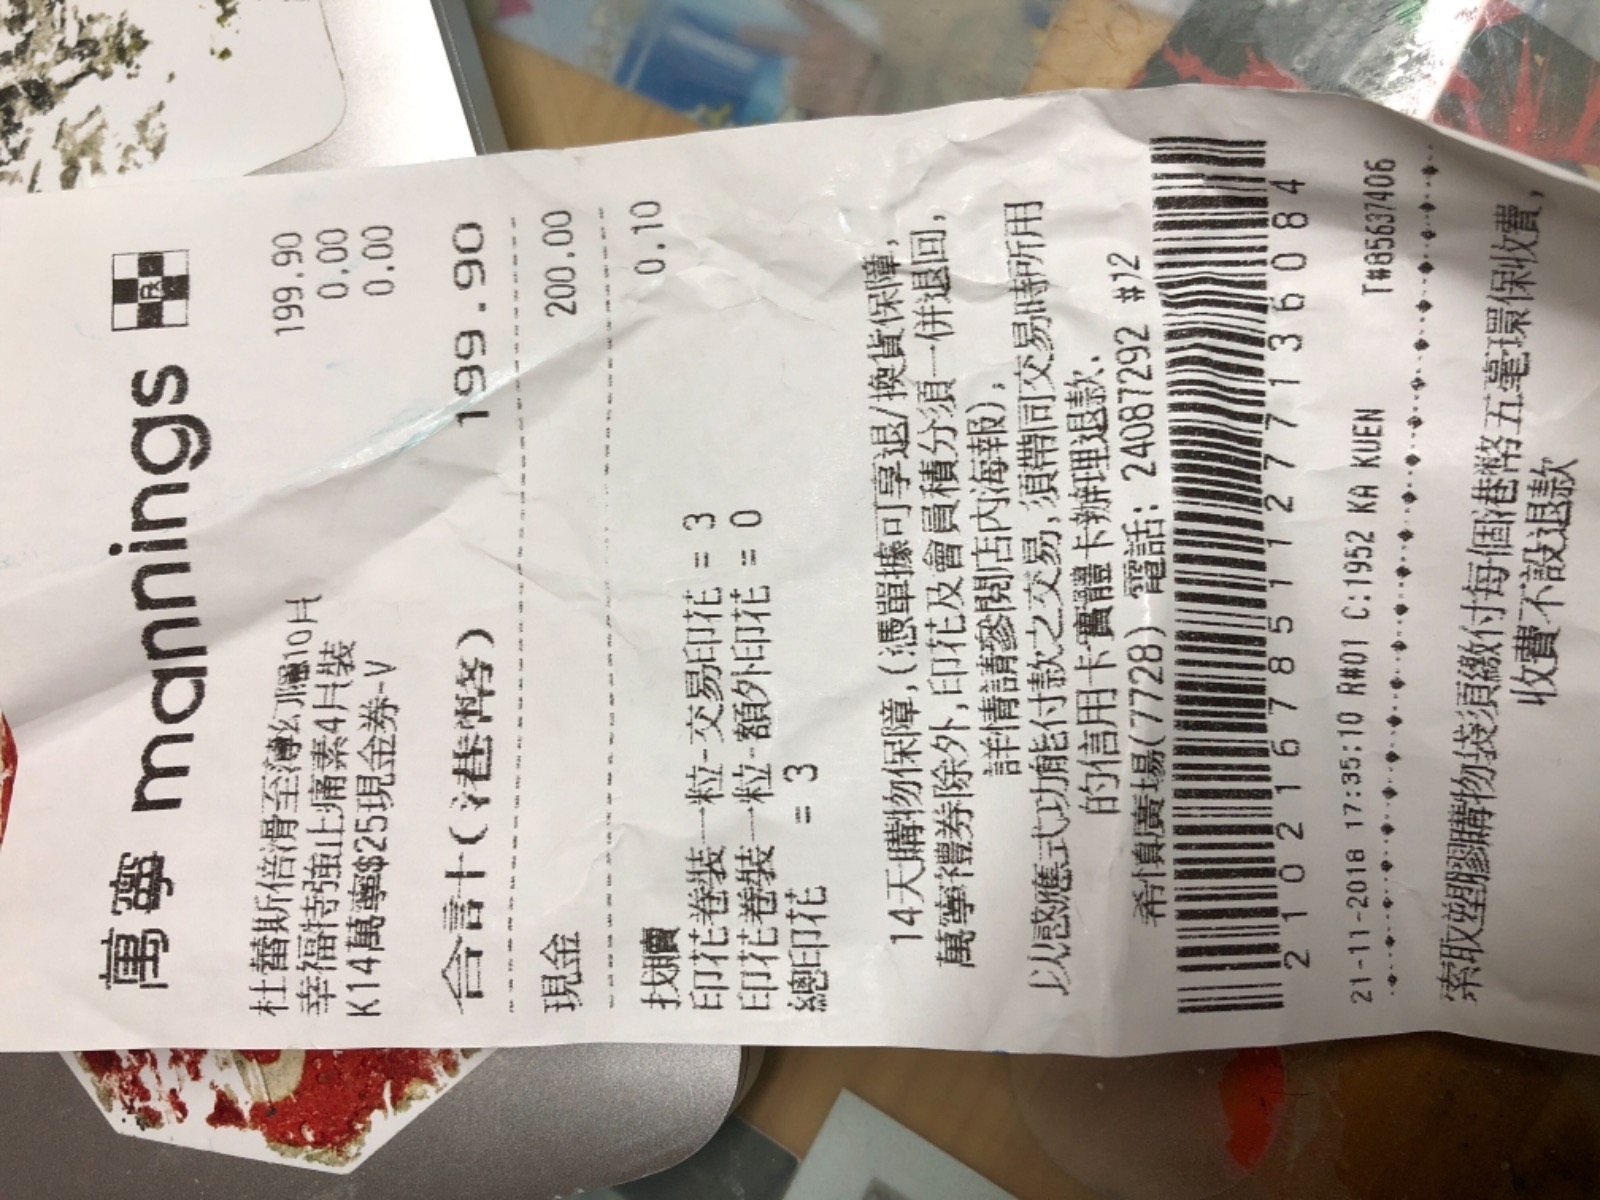 萬寧 mannings
杜蕾斯倍滑至薄幻隱10片 199.90
幸福特強止痛素4片裝 0.00
K14萬寧$25現金券-V 0.00
合計(港幣) 199.90
現金 200.00
找贖 0.10
印花卷裝一粒-交易印花 = 3
印花卷裝一粒-額外印花 = 0
總印花 = 3
14天購物保障,(憑單據可享退/換貨保障,
萬寧禮券除外,印花及會員積分須一併退回,
詳情請參閱店內海報),
以感應式功能付款之交易,須帶同交易時所用
的信用卡實體卡辦理退款.
希慎廣場(7728) 電話: 24087292 #12
21021678511277136084
21-11-2018 17:35:10 R#01 C:1952 KA KUEN T#85637406
索取塑膠購物袋須繳付每個港幣五毫環保收費,
收費不設退款